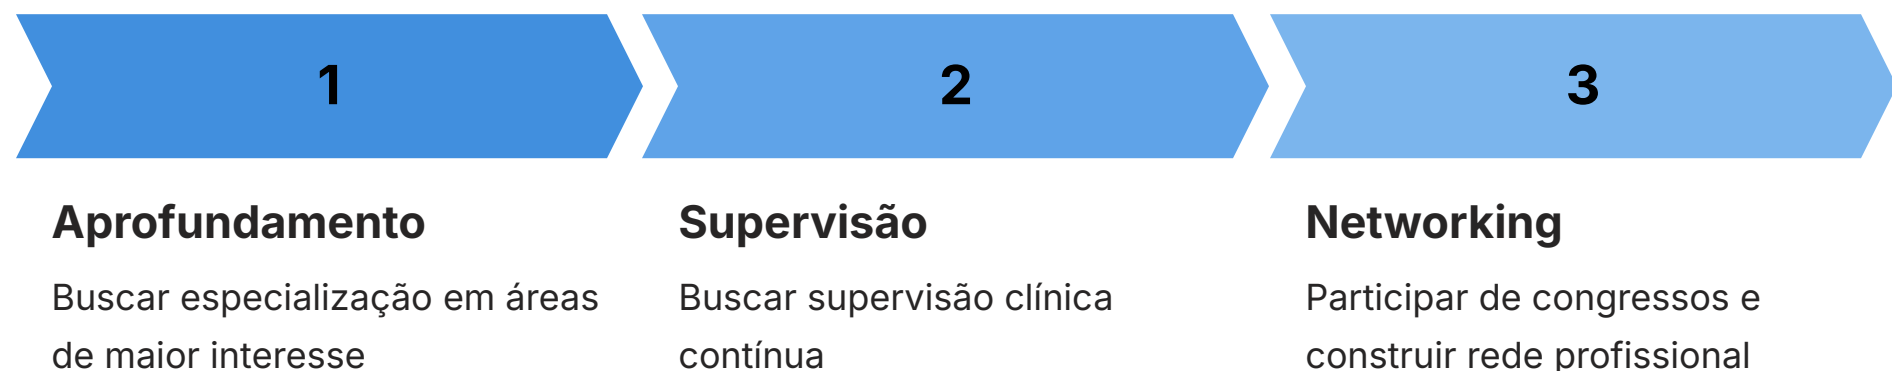 1
2
3
Aprofundamento
Buscar especialização em áreas
de maior interesse
Supervisão
Buscar supervisão clínica
contínua
Networking
Participar de congressos e
construir rede profissional